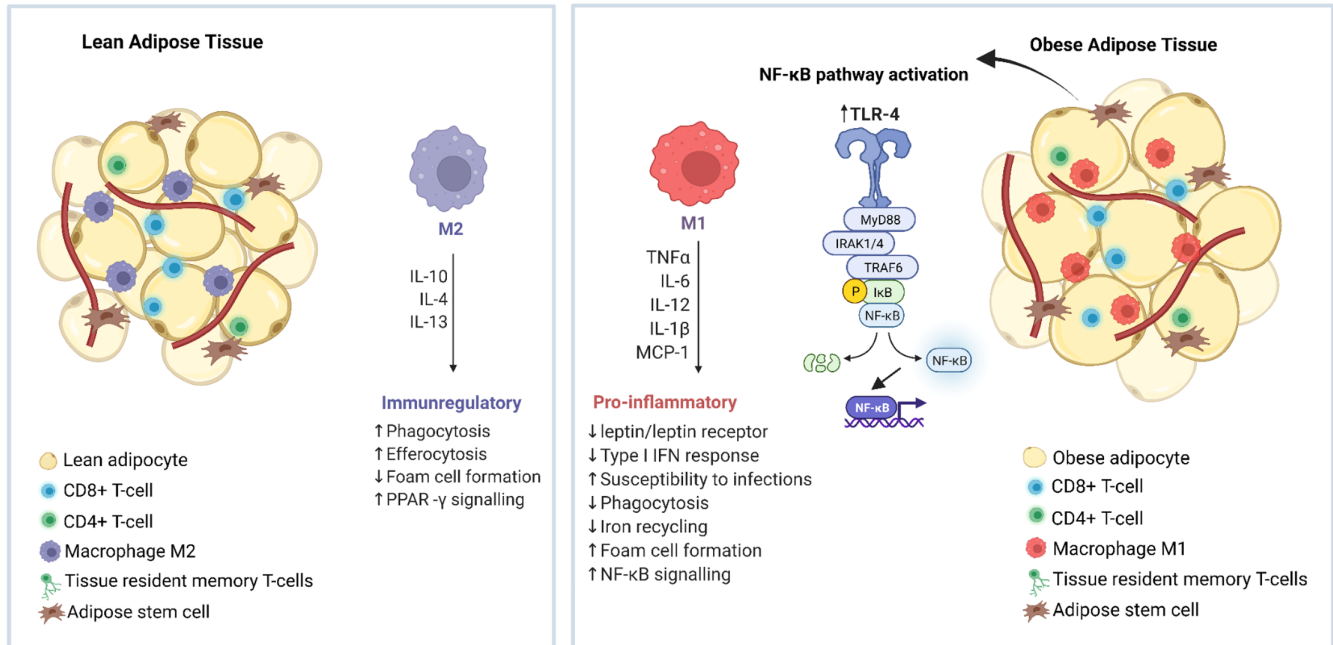 Lean Adipose Tissue
M2
IL-10
IL-4
IL-13
Immunregulatory
↑Phagocytosis
↑Efferocytosis
↓Foam cell formation
↑PPAR -γ signalling
Lean adipocyte
CD8+ T-cell
CD4+ T-cell
Macrophage M2
Tissue resident memory T-cells
Adipose stem cell
Obese Adipose Tissue
NF-κB pathway activation
↑TLR-4
MyD88
IRAK1/4
TRAF6
P
IκB
NF-κB
NF-κB
NF-κB
M1
TNFα
IL-6
IL-12
IL-1β
MCP-1
Pro-inflammatory
↓leptin/leptin receptor
↓Type I IFN response
↑Susceptibility to infections
↓Phagocytosis
↓Iron recycling
↑Foam cell formation
↑NF-κB signalling
Obese adipocyte
CD8+ T-cell
CD4+ T-cell
Macrophage M1
Tissue resident memory T-cells
Adipose stem cell